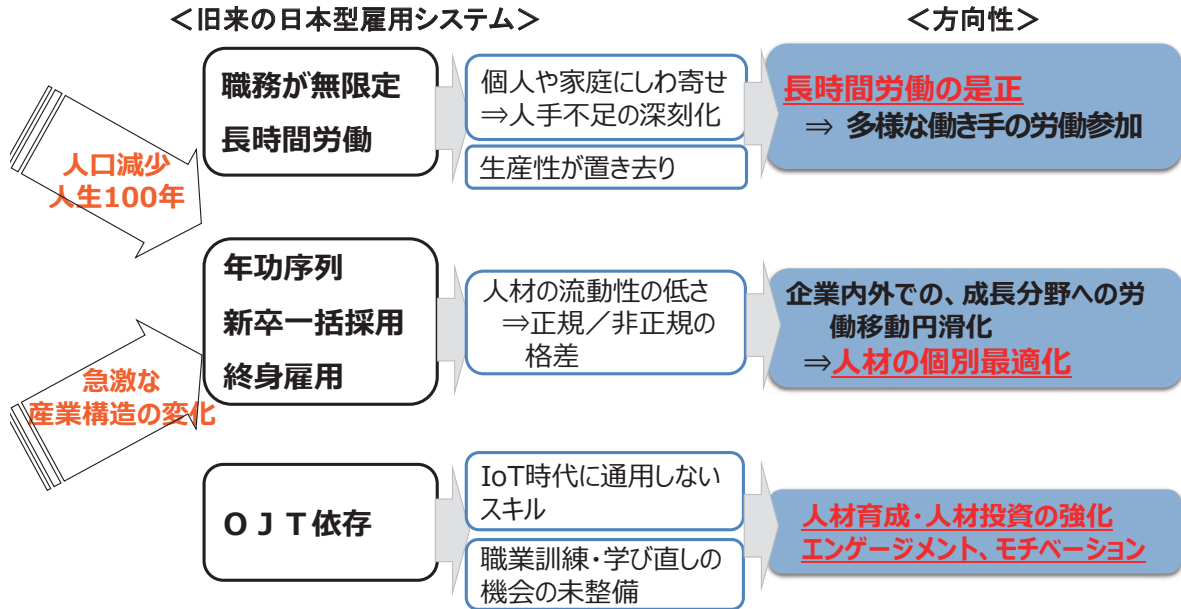 ＜旧来の日本型雇用システム＞
＜方向性＞
人口減少
人生100年
急激な
産業構造の変化
職務が無限定
長時間労働
個人や家庭にしわ寄せ
⇒人手不足の深刻化
生産性が置き去り
長時間労働の是正
⇒ 多様な働き手の労働参加
年功序列
新卒一括採用
終身雇用
人材の流動性の低さ
⇒正規／非正規の
格差
企業内外での、成長分野への労
働移動円滑化
⇒人材の個別最適化
ＯＪＴ依存
IoT時代に通用しない
スキル
職業訓練・学び直しの
機会の未整備
人材育成・人材投資の強化
エンゲージメント、モチベーション